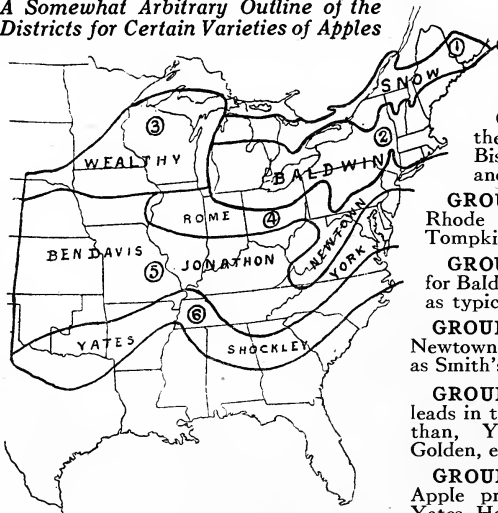 A Somewhat Arbitrary Outline of the
Districts for Certain Varieties of Apples
1
SNOW
2
BALDWIN
3
WEALTHY
ROME
4
NEWTOWN
BEN DAVIS
JONATHON
YORK
5
6
YATES
SHOCKLEY
the
Bis
and
GROU
Rhode
Tompki
GROU
for Bald
as typic
GROU
Newtown
as Smith's
GROU
leads in t
than, Y
Golden, e
GROU
Apple pr